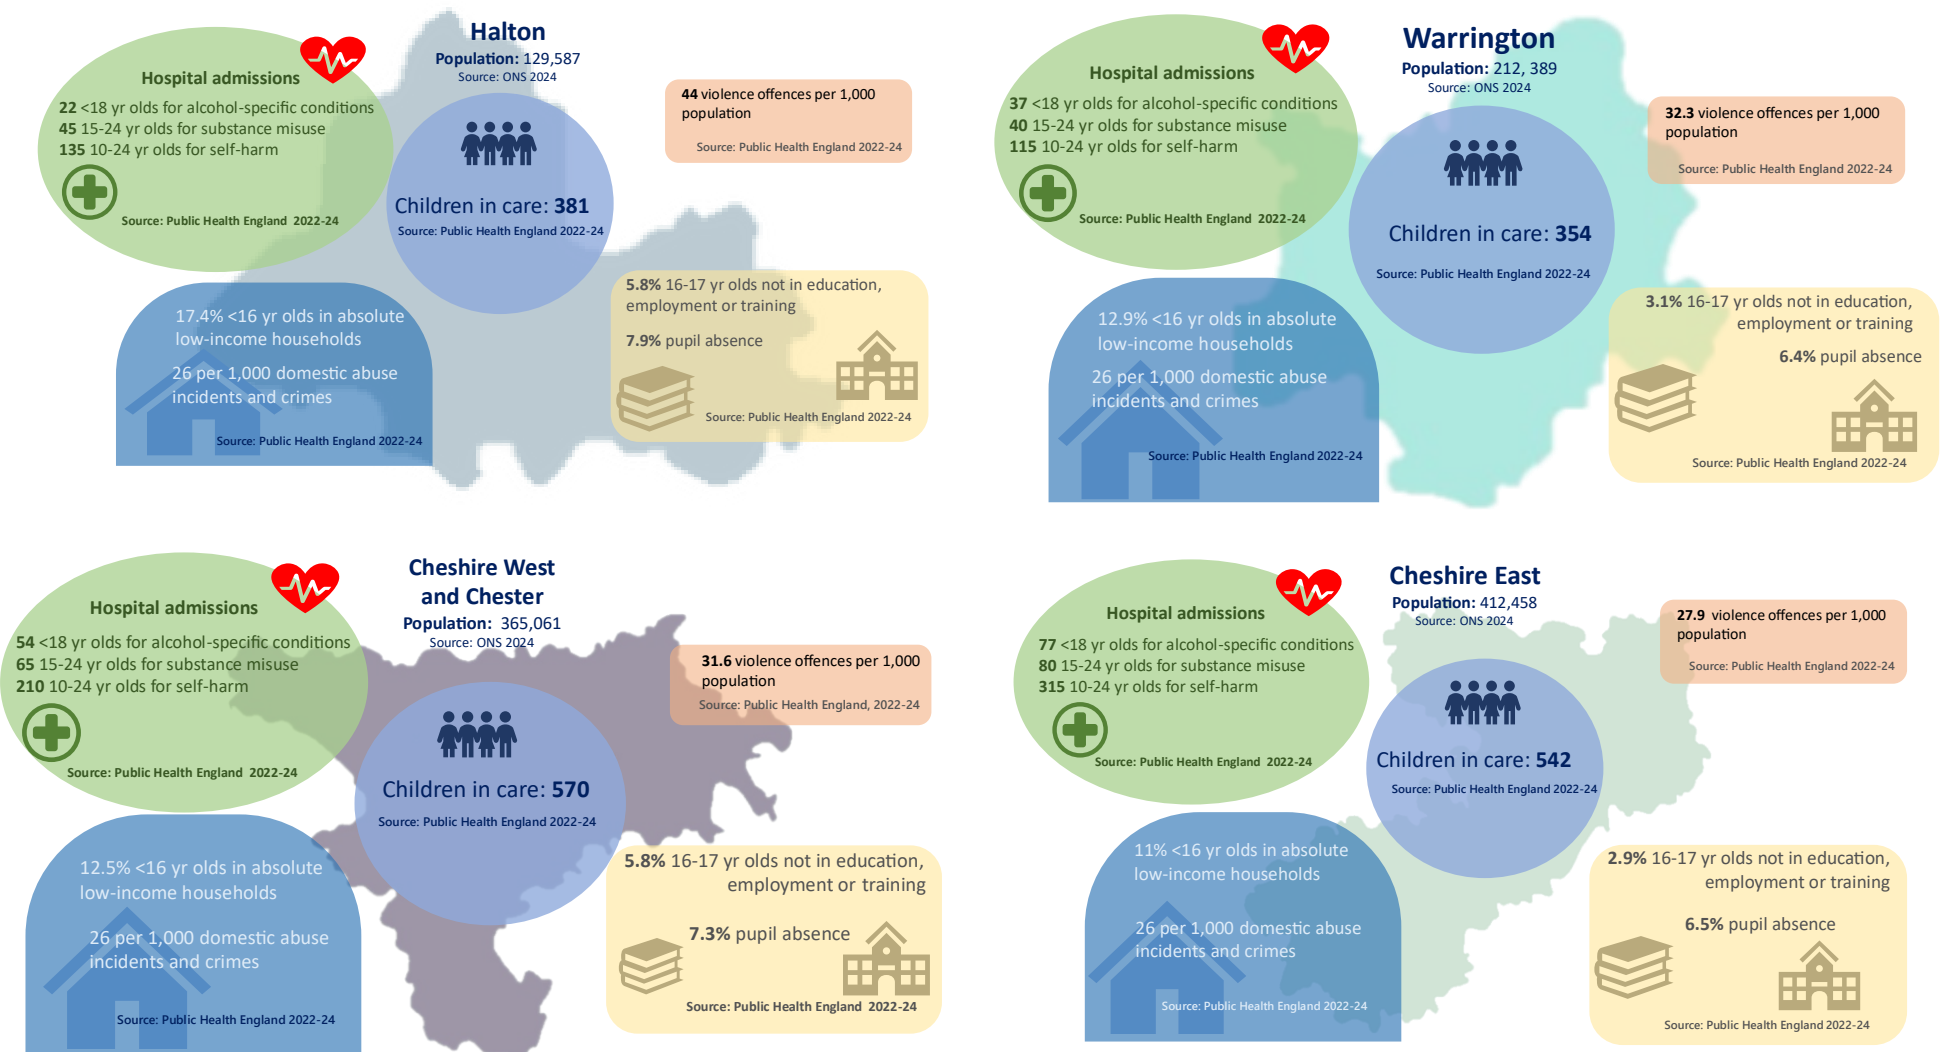 Halton
Population: 129,587
Source: ONS 2024
Hospital admissions
22 <18 yr olds for alcohol-specific conditions
45 15-24 yr olds for substance misuse
135 10-24 yr olds for self-harm
Source: Public Health England 2022-24
Children in care: 381
Source: Public Health England 2022-24
44 violence offences per 1,000
population
Source: Public Health England 2022-24
17.4% <16 yr olds in absolute
low-income households
26 per 1,000 domestic abuse
incidents and crimes
Source: Public Health England 2022-24
5.8% 16-17 yr olds not in education,
employment or training
7.9% pupil absence
Source: Public Health England 2022-24
Warrington
Population: 212, 389
Source: ONS 2024
Hospital admissions
37 <18 yr olds for alcohol-specific conditions
40 15-24 yr olds for substance misuse
115 10-24 yr olds for self-harm
Source: Public Health England 2022-24
Children in care: 354
Source: Public Health England 2022-24
32.3 violence offences per 1,000
population
Source: Public Health England 2022-24
12.9% <16 yr olds in absolute
low-income households
26 per 1,000 domestic abuse
incidents and crimes
Source: Public Health England 2022-24
3.1% 16-17 yr olds not in education,
employment or training
6.4% pupil absence
Source: Public Health England 2022-24
Cheshire West
and Chester
Population: 365,061
Source: ONS 2024
Hospital admissions
54 <18 yr olds for alcohol-specific conditions
65 15-24 yr olds for substance misuse
210 10-24 yr olds for self-harm
Source: Public Health England 2022-24
Children in care: 570
Source: Public Health England 2022-24
31.6 violence offences per 1,000
population
Source: Public Health England, 2022-24
12.5% <16 yr olds in absolute
low-income households
26 per 1,000 domestic abuse
incidents and crimes
Source: Public Health England 2022-24
5.8% 16-17 yr olds not in education,
employment or training
7.3% pupil absence
Source: Public Health England 2022-24
Cheshire East
Population: 412,458
Source: ONS 2024
Hospital admissions
77 <18 yr olds for alcohol-specific conditions
80 15-24 yr olds for substance misuse
315 10-24 yr olds for self-harm
Source: Public Health England 2022-24
Children in care: 542
Source: Public Health England 2022-24
27.9 violence offences per 1,000
population
Source: Public Health England 2022-24
11% <16 yr olds in absolute
low-income households
26 per 1,000 domestic abuse
incidents and crimes
Source: Public Health England 2022-24
2.9% 16-17 yr olds not in education,
employment or training
6.5% pupil absence
Source: Public Health England 2022-24